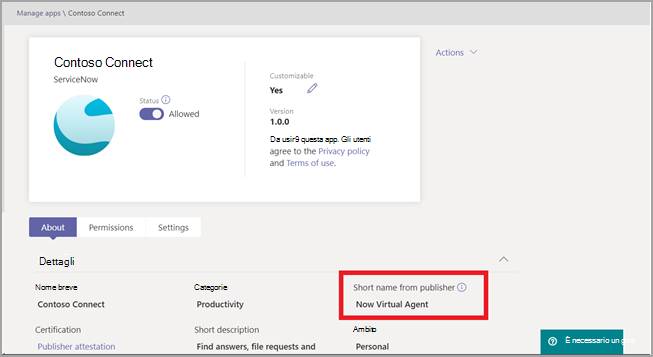 Manage apps \ Contoso Connect
Contoso Connect
ServiceNow
Status
Allowed
Customizable
Yes
Version
1.0.0
Da usir9 questa app. Gli utenti
agree to the Privacy policy
and Terms of use.
Actions
About Permissions Settings
Dettagli
Nome breve Categorie Short name from publisher
Contoso Connect Productivity Now Virtual Agent
Certification Short description Ambito
Publisher attestation Find answers, file requests and Personal
È necessario un